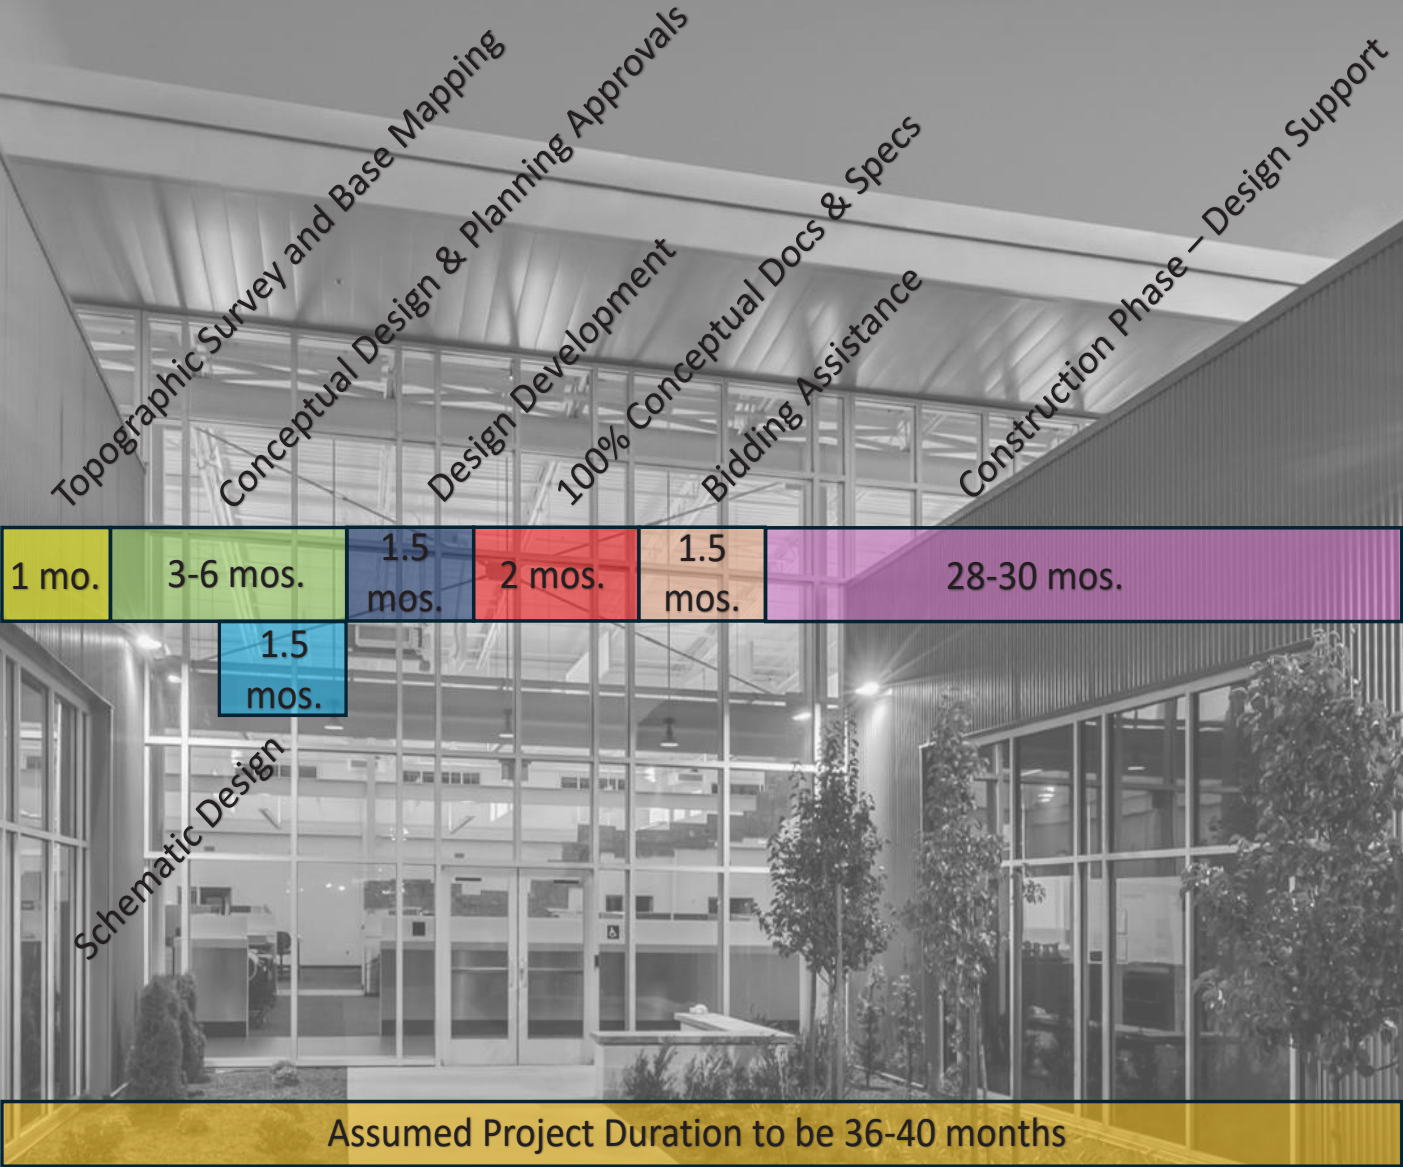 Topographic Survey and Base Mapping
Conceptual Design & Planning Approvals
Design Development
100% Conceptual Docs & Specs
Bidding Assistance
Construction Phase – Design Support
1 mo.
3-6 mos.
1.5
mos.
2 mos.
1.5
mos.
28-30 mos.
1.5
mos.
Schematic Design
Assumed Project Duration to be 36-40 months